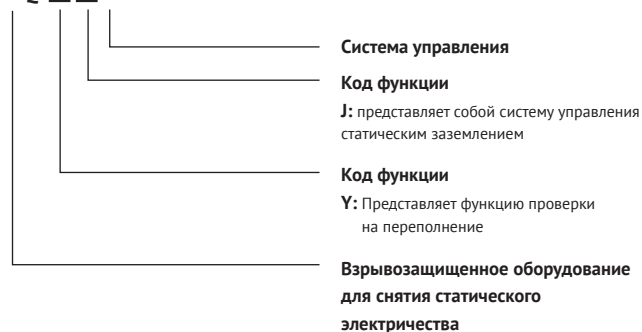 Система управления
Код функции
J: представляет собой систему управления
статическим заземлением
Код функции
Y: Представляет функцию проверки
на переполнение
Взрывозащищенное оборудование
для снятия статического
электричества